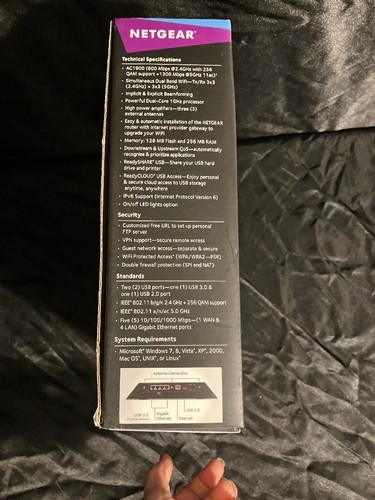 NETGEAR®
Technical Specifications
• AC1900 (600 Mbps @2.4GHz with 256
QAM support +1300 Mbps @5GHz 11ac)†
• Simultaneous Dual Band WiFi—Tx/Rx 3x3
(2.4GHz) + 3x3 (5GHz)
• Implicit & Explicit Beamforming
• Powerful Dual-Core 1GHz processor
• High power amplifiers—three (3)
external antennas
• Easy & automatic installation of the NETGEAR
router with Internet provider gateway to
upgrade your WiFi
• Memory: 128 MB Flash and 256 MB RAM
• Downstream & Upstream QoS—automatically
recognize & prioritize applications
• ReadySHARE® USB—Share your USB hard
drive and printer
• ReadyCLOUD® USB Access—Enjoy personal
& secure cloud access to USB storage
anytime, anywhere
• IPv6 Support (Internet Protocol Version 6)
• On/off LED lights option
Security
• Customized free URL to set up personal
FTP server
• VPN support—secure remote access
• Guest network access—separate & secure
• WiFi Protected Access® (WPA/WPA2—PSK)
• Double firewall protection (SPI and NAT)
Standards
• Two (2) USB ports—one (1) USB 3.0 &
one (1) USB 2.0 port
• IEEE® 802.11 b/g/n 2.4 GHz + 256 QAM support
• IEEE® 802.11 a/n/ac 5.0 GHz
• Five (5) 10/100/1000 Mbps—(1 WAN &
4 LAN) Gigabit Ethernet ports
System Requirements
• Microsoft® Windows 7, 8, Vista®, XP®, 2000,
Mac OS®, UNIX®, or Linux®
Antenna Connection
USB 3.0
Gigabit
Ethernet
Internet
USB 2.0